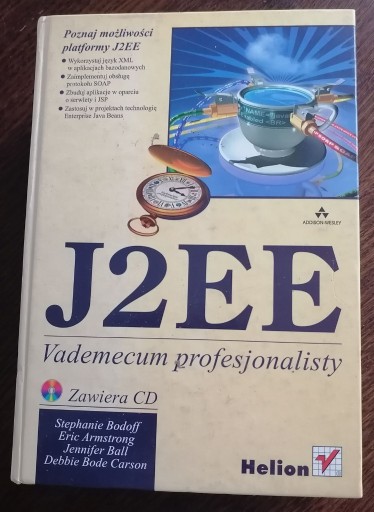 Poznaj możliwości
platformy J2EE
Wykorzystaj język XML
w aplikacjach bazodanowych
Zaimplementuj obsługę
protokołu SOAP
Zbuduj aplikacje w oparciu
o serwlety i JSP
Zastosuj w projektach technologię
Enterprise Java Beans
ADDISON-WESLEY
J2EE
Vademecum profesjonalisty
Zawiera CD
Stephanie Bodoff
Eric Armstrong
Jennifer Ball
Debbie Bode Carson
Helion